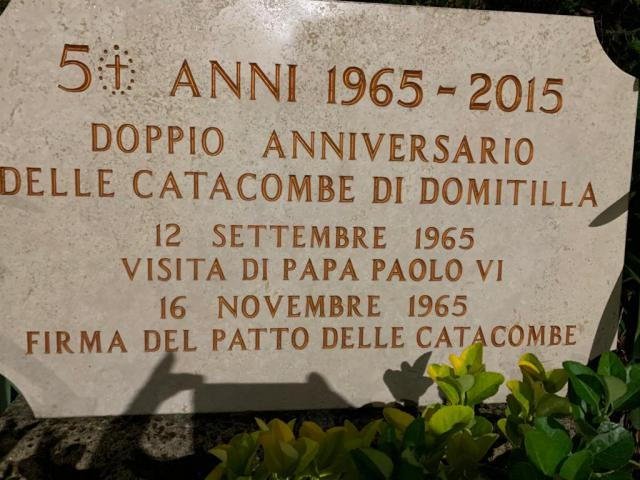 50 ANNI 1965-2015
DOPPIO ANNIVERSARIO
DELLE CATACOMBE DI DOMITILLA
12 SETTEMBRE 1965
VISITA DI PAPA PAOLO VI
16 NOVEMBRE 1965
FIRMA DEL PATTO DELLE CATACOMBE